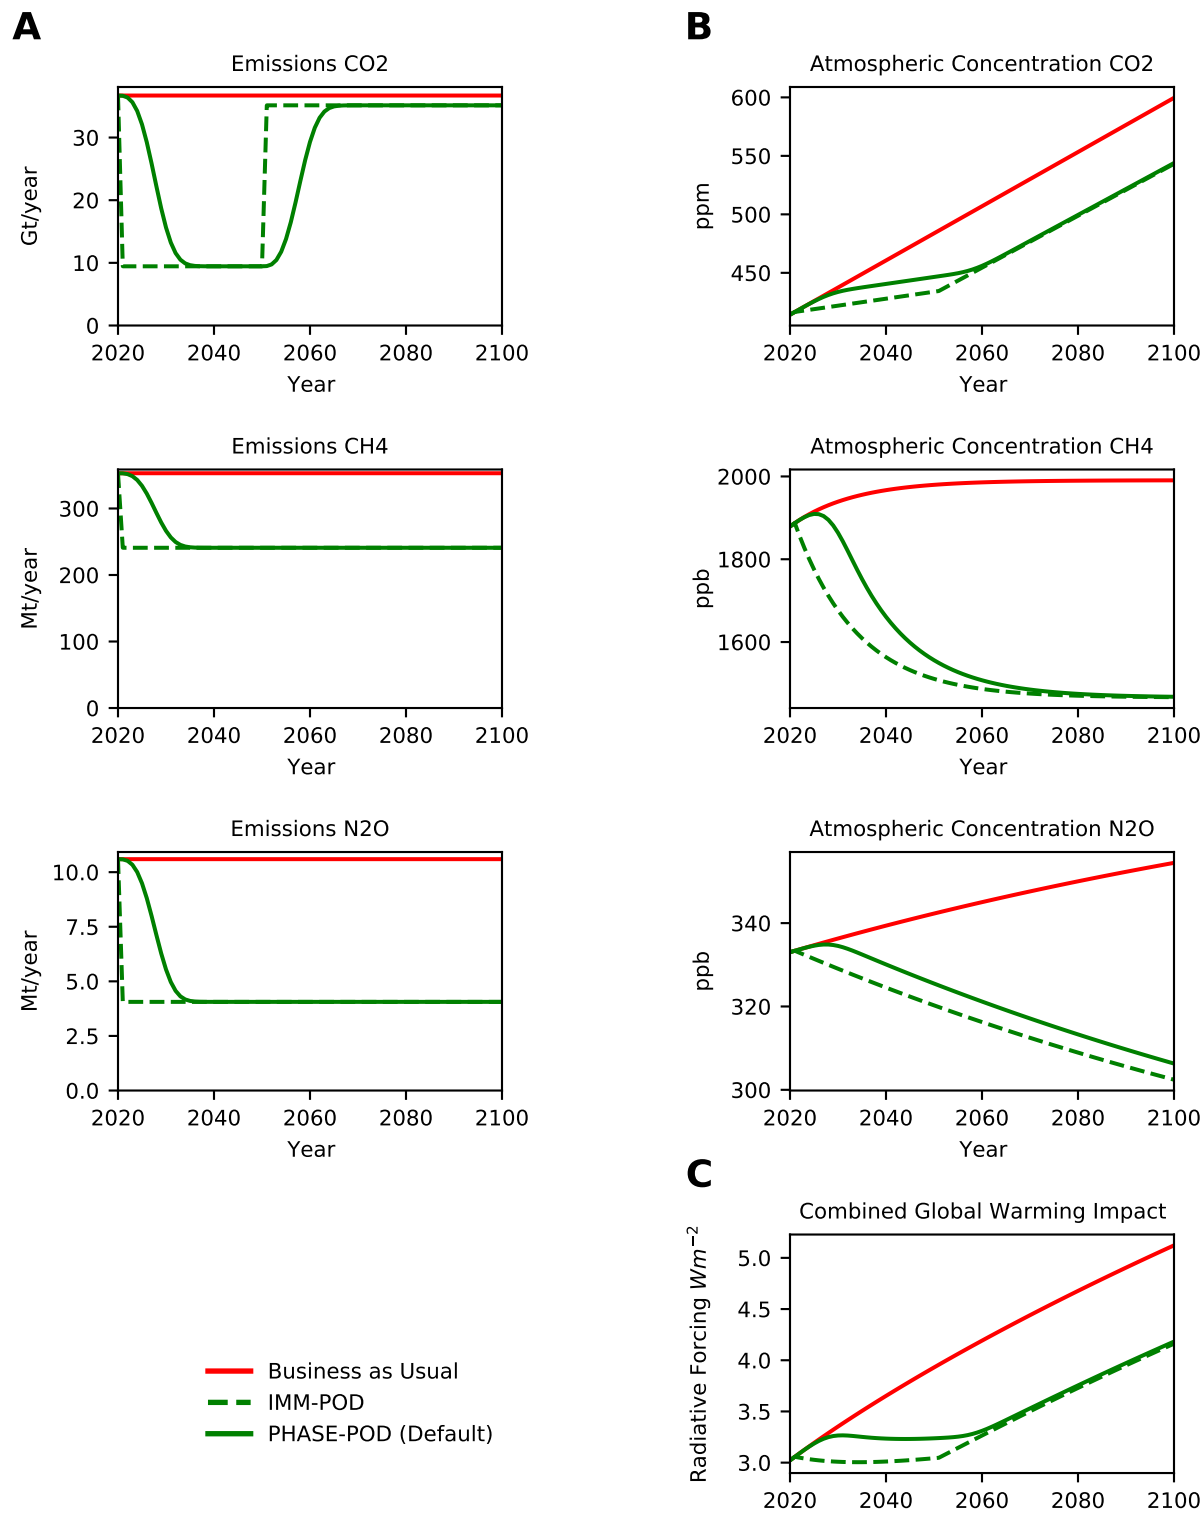 A
Emissions CO2
Gt/year
30
20
10
0
2020 2040 2060 2080 2100
Year
Emissions CH4
Mt/year
300
200
100
0
2020 2040 2060 2080 2100
Year
Emissions N2O
Mt/year
10.0
7.5
5.0
2.5
0.0
2020 2040 2060 2080 2100
Year
B
Atmospheric Concentration CO2
ppm
600
550
500
450
2020 2040 2060 2080 2100
Year
Atmospheric Concentration CH4
ppb
2000
1800
1600
2020 2040 2060 2080 2100
Year
Atmospheric Concentration N2O
ppb
340
320
300
2020 2040 2060 2080 2100
Year
C
Combined Global Warming Impact
Radiative Forcing Wm⁻²
5.0
4.5
4.0
3.5
3.0
2020 2040 2060 2080 2100
Business as Usual
IMM-POD
PHASE-POD (Default)